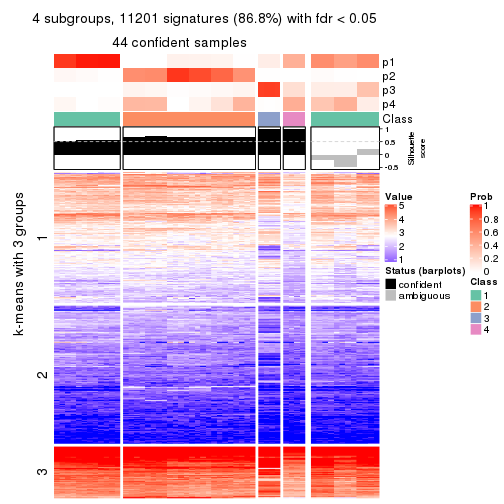 4 subgroups, 11201 signatures (86.8%) with fdr < 0.05
44 confident samples
p1
p2
p3
p4
Class
1
0.5
0
-0.5
Silhouette
score
k-means with 3 groups
1
2
3
Value
5
4
3
2
1
Status (barplots)
confident
ambiguous
Prob
1
0.8
0.6
0.4
0.2
0
Class
1
2
3
4